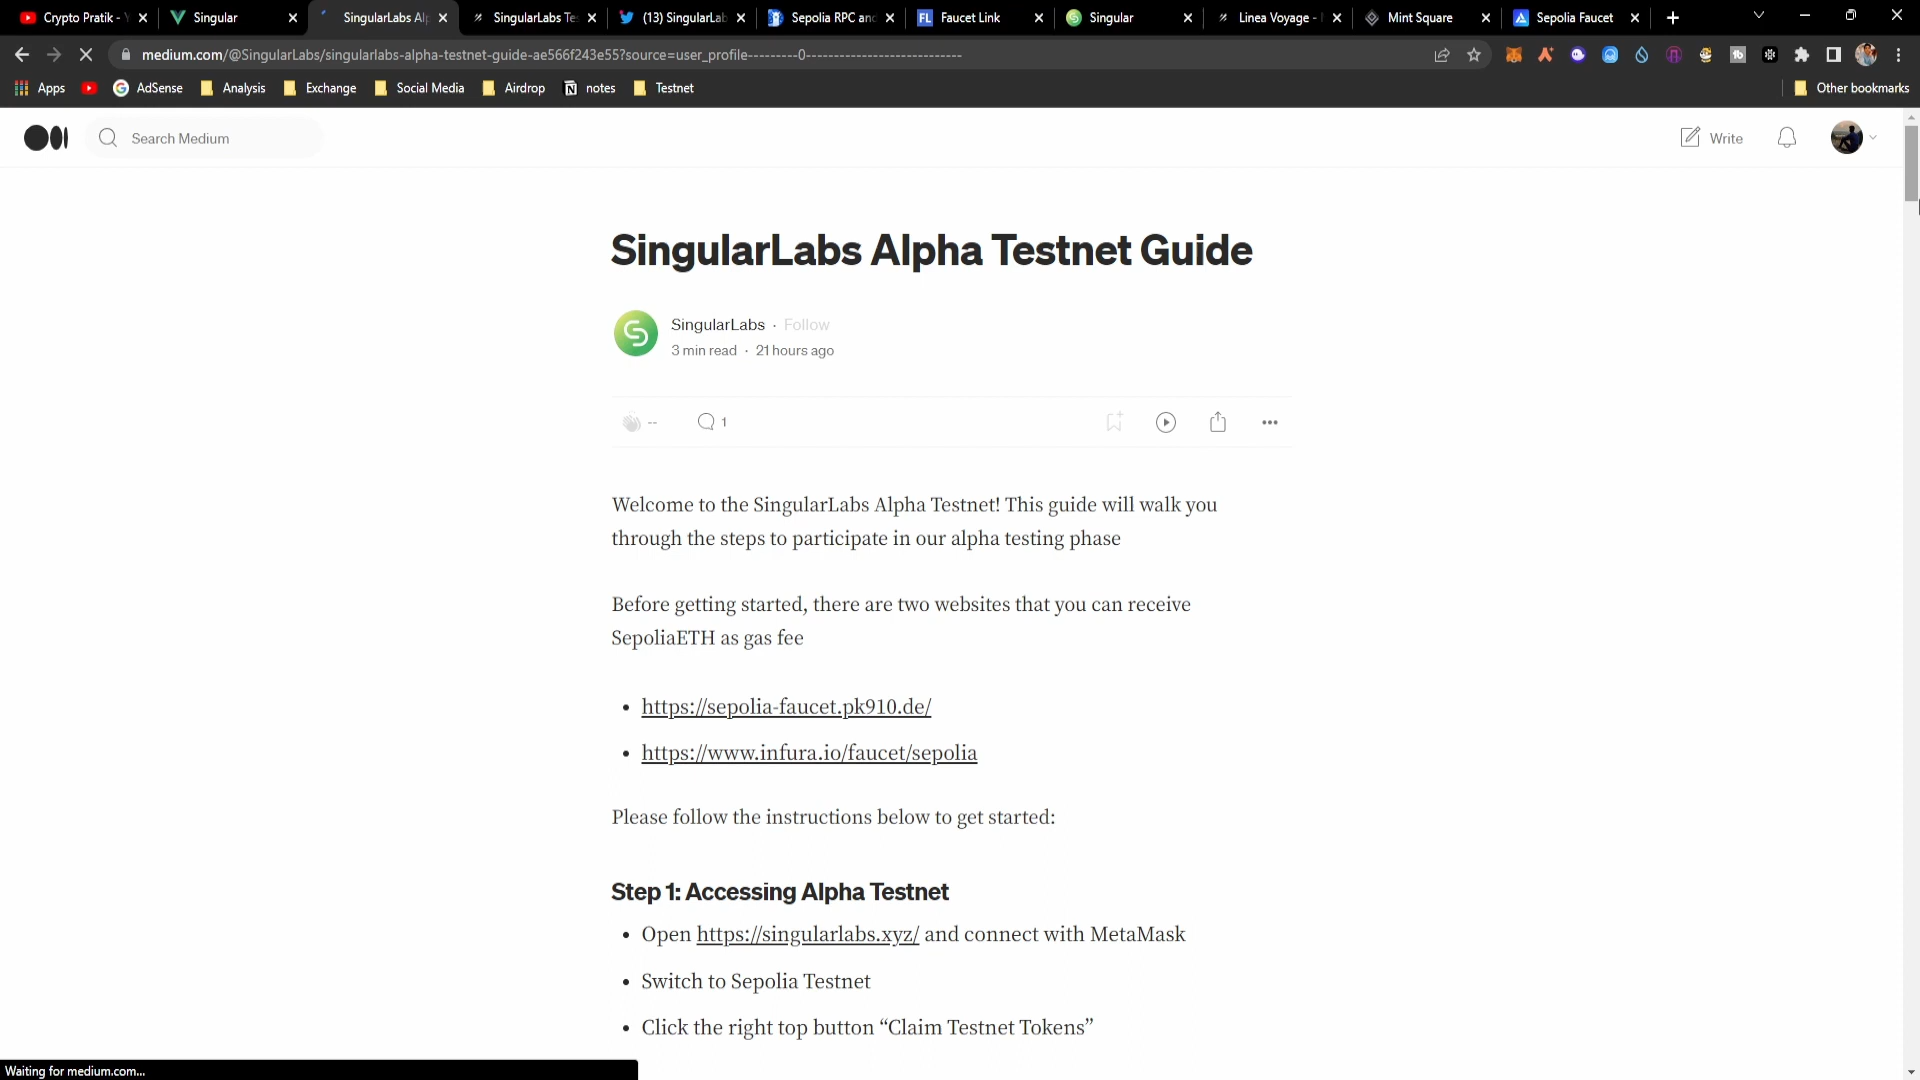 Crypto Pratik -
Singular
SingularLabs Al
SingularLabs Te
(13) SingularLab
Sepolia RPC and
Faucet Link
Singular
Linea Voyage -
Mint Square
Sepolia Faucet
medium.com/@SingularLabs/singularlabs-alpha-testnet-guide-ae566f243e55?source=user_profile---------0----------------------------
Apps
AdSense
Analysis
Exchange
Social Media
Airdrop
notes
Testnet
Other bookmarks
Search Medium
Write
SingularLabs Alpha Testnet Guide
SingularLabs · Follow
3 min read · 21 hours ago
-- 1
Welcome to the SingularLabs Alpha Testnet! This guide will walk you
through the steps to participate in our alpha testing phase
Before getting started, there are two websites that you can receive
SepoliaETH as gas fee
• https://sepolia-faucet.pk910.de/
• https://www.infura.io/faucet/sepolia
Please follow the instructions below to get started:
Step 1: Accessing Alpha Testnet
• Open https://singularlabs.xyz/ and connect with MetaMask
• Switch to Sepolia Testnet
• Click the right top button “Claim Testnet Tokens”
Waiting for medium.com...